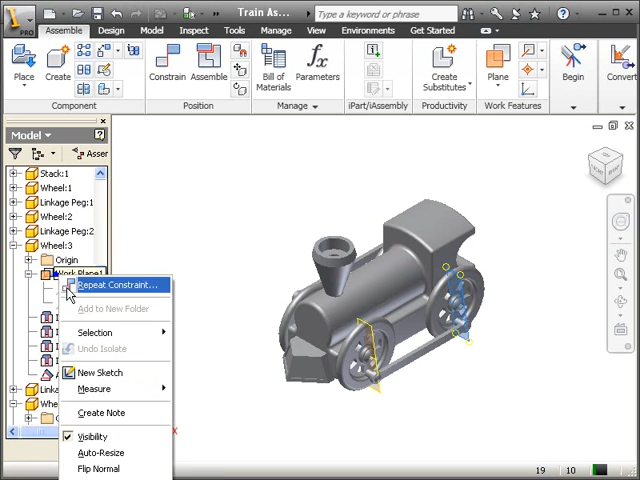 PRO
Train As...
Type a keyword or phrase
Assemble
Design
Model
Inspect
Tools
Manage
View
Environments
Get Started
Place
Create
Constrain
Assemble
Bill of
Materials
Parameters
Create
Substitutes
Plane
Begin
Convert
Component
Position
Manage
iPart/iAssembly
Productivity
Work Features
Model
Asser
Stack:1
Wheel:1
Linkage Peg:1
Wheel:2
Linkage Peg:2
Wheel:3
Origin
Work Plane1
Repeat Constraint...
Add to New Folder
Selection
Undo Isolate
New Sketch
Measure
Create Note
Visibility
Auto-Resize
Flip Normal
Linka
Whe
X
19
10